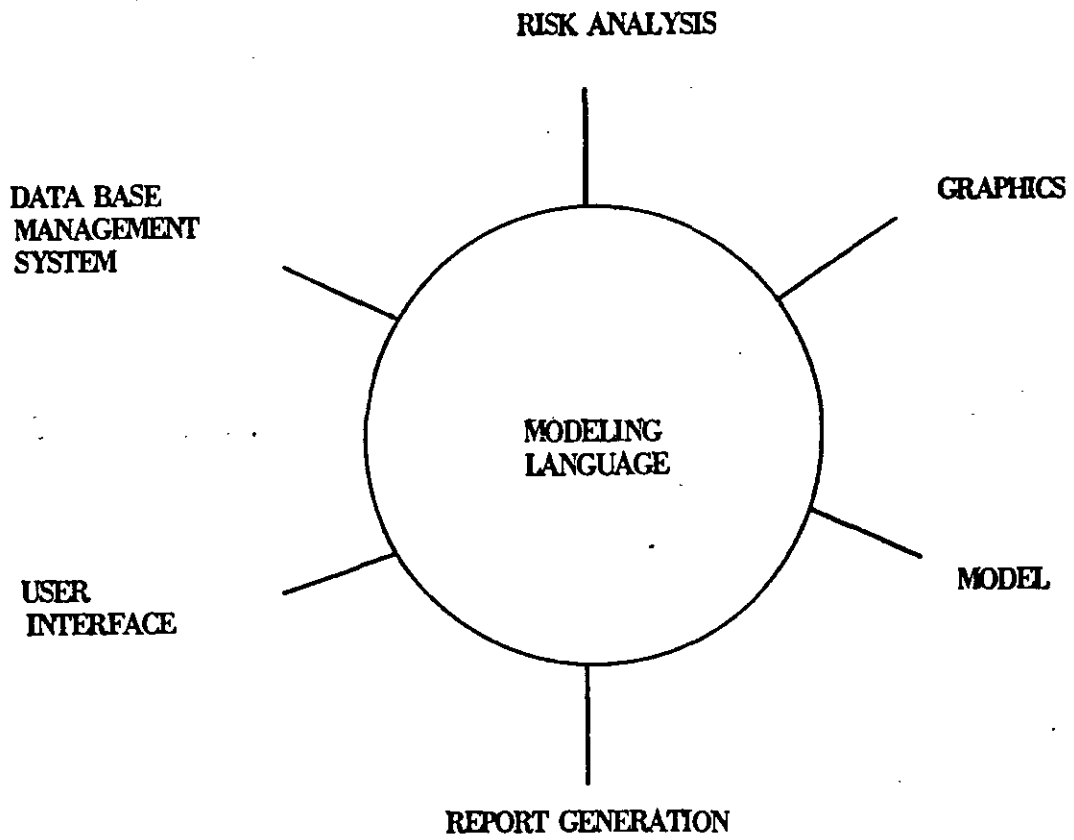 RISK ANALYSIS
GRAPHICS
DATA BASE
MANAGEMENT
SYSTEM
MODELING
LANGUAGE
MODEL
USER
INTERFACE
REPORT GENERATION